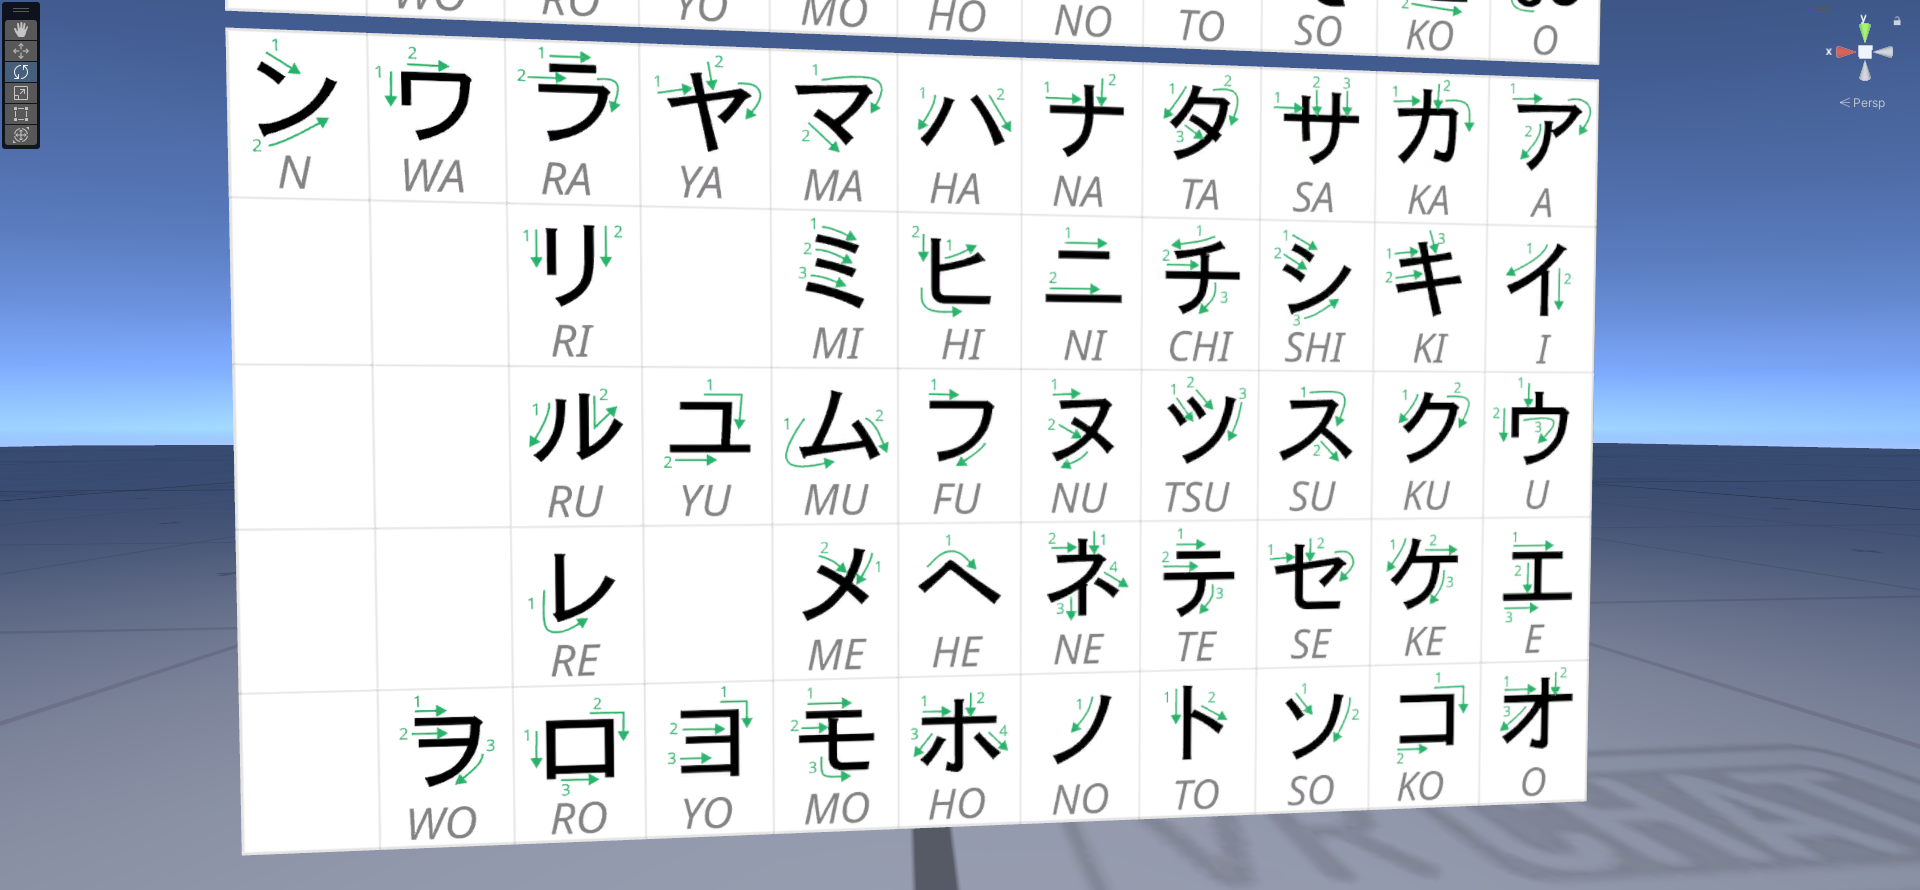 WO RO YO MO HO NO TO SO KO O
ン ワ ラ ヤ マ ハ ナ タ サ カ ア
N WA RA YA MA HA NA TA SA KA A
リ ミ ヒ ニ チ シ キ イ
RI MI HI NI CHI SHI KI I
ル ユ ム フ ヌ ツ ス ク ウ
RU YU MU FU NU TSU SU KU U
レ メ ヘ ネ テ セ ケ エ
RE ME HE NE TE SE KE E
ヲ ロ ヨ モ ホ ノ ト ソ コ オ
WO RO YO MO HO NO TO SO KO O
y
x
< Persp